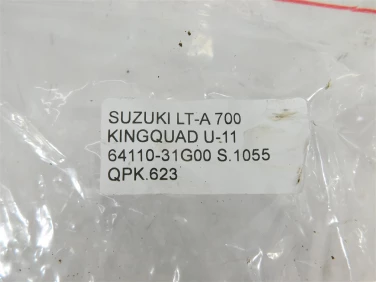 SUZUKI LT-A 700
KINGQUAD U-11
64110-31G00 S.1055
QPK.623